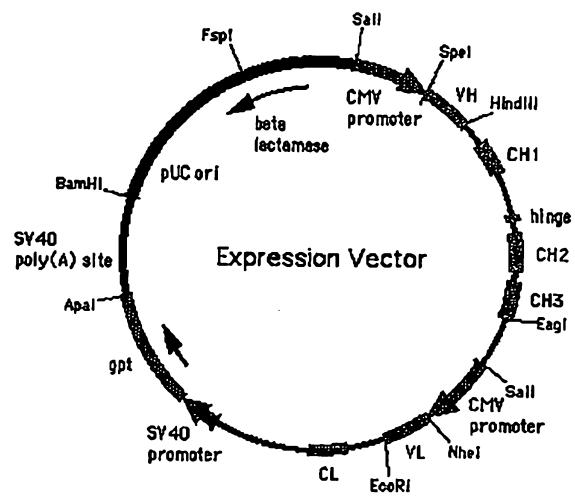 SalI
FspI
SpeI
CMV
promoter
VH
HindIII
beta
lactamase
CH1
pUC ori
BamHI
hinge
SV40
poly(A) site
Expression Vector
CH2
ApaI
CH3
EagI
gpt
SalI
CMV
promoter
SV40
promoter
NheI
VL
CL
EcoRI